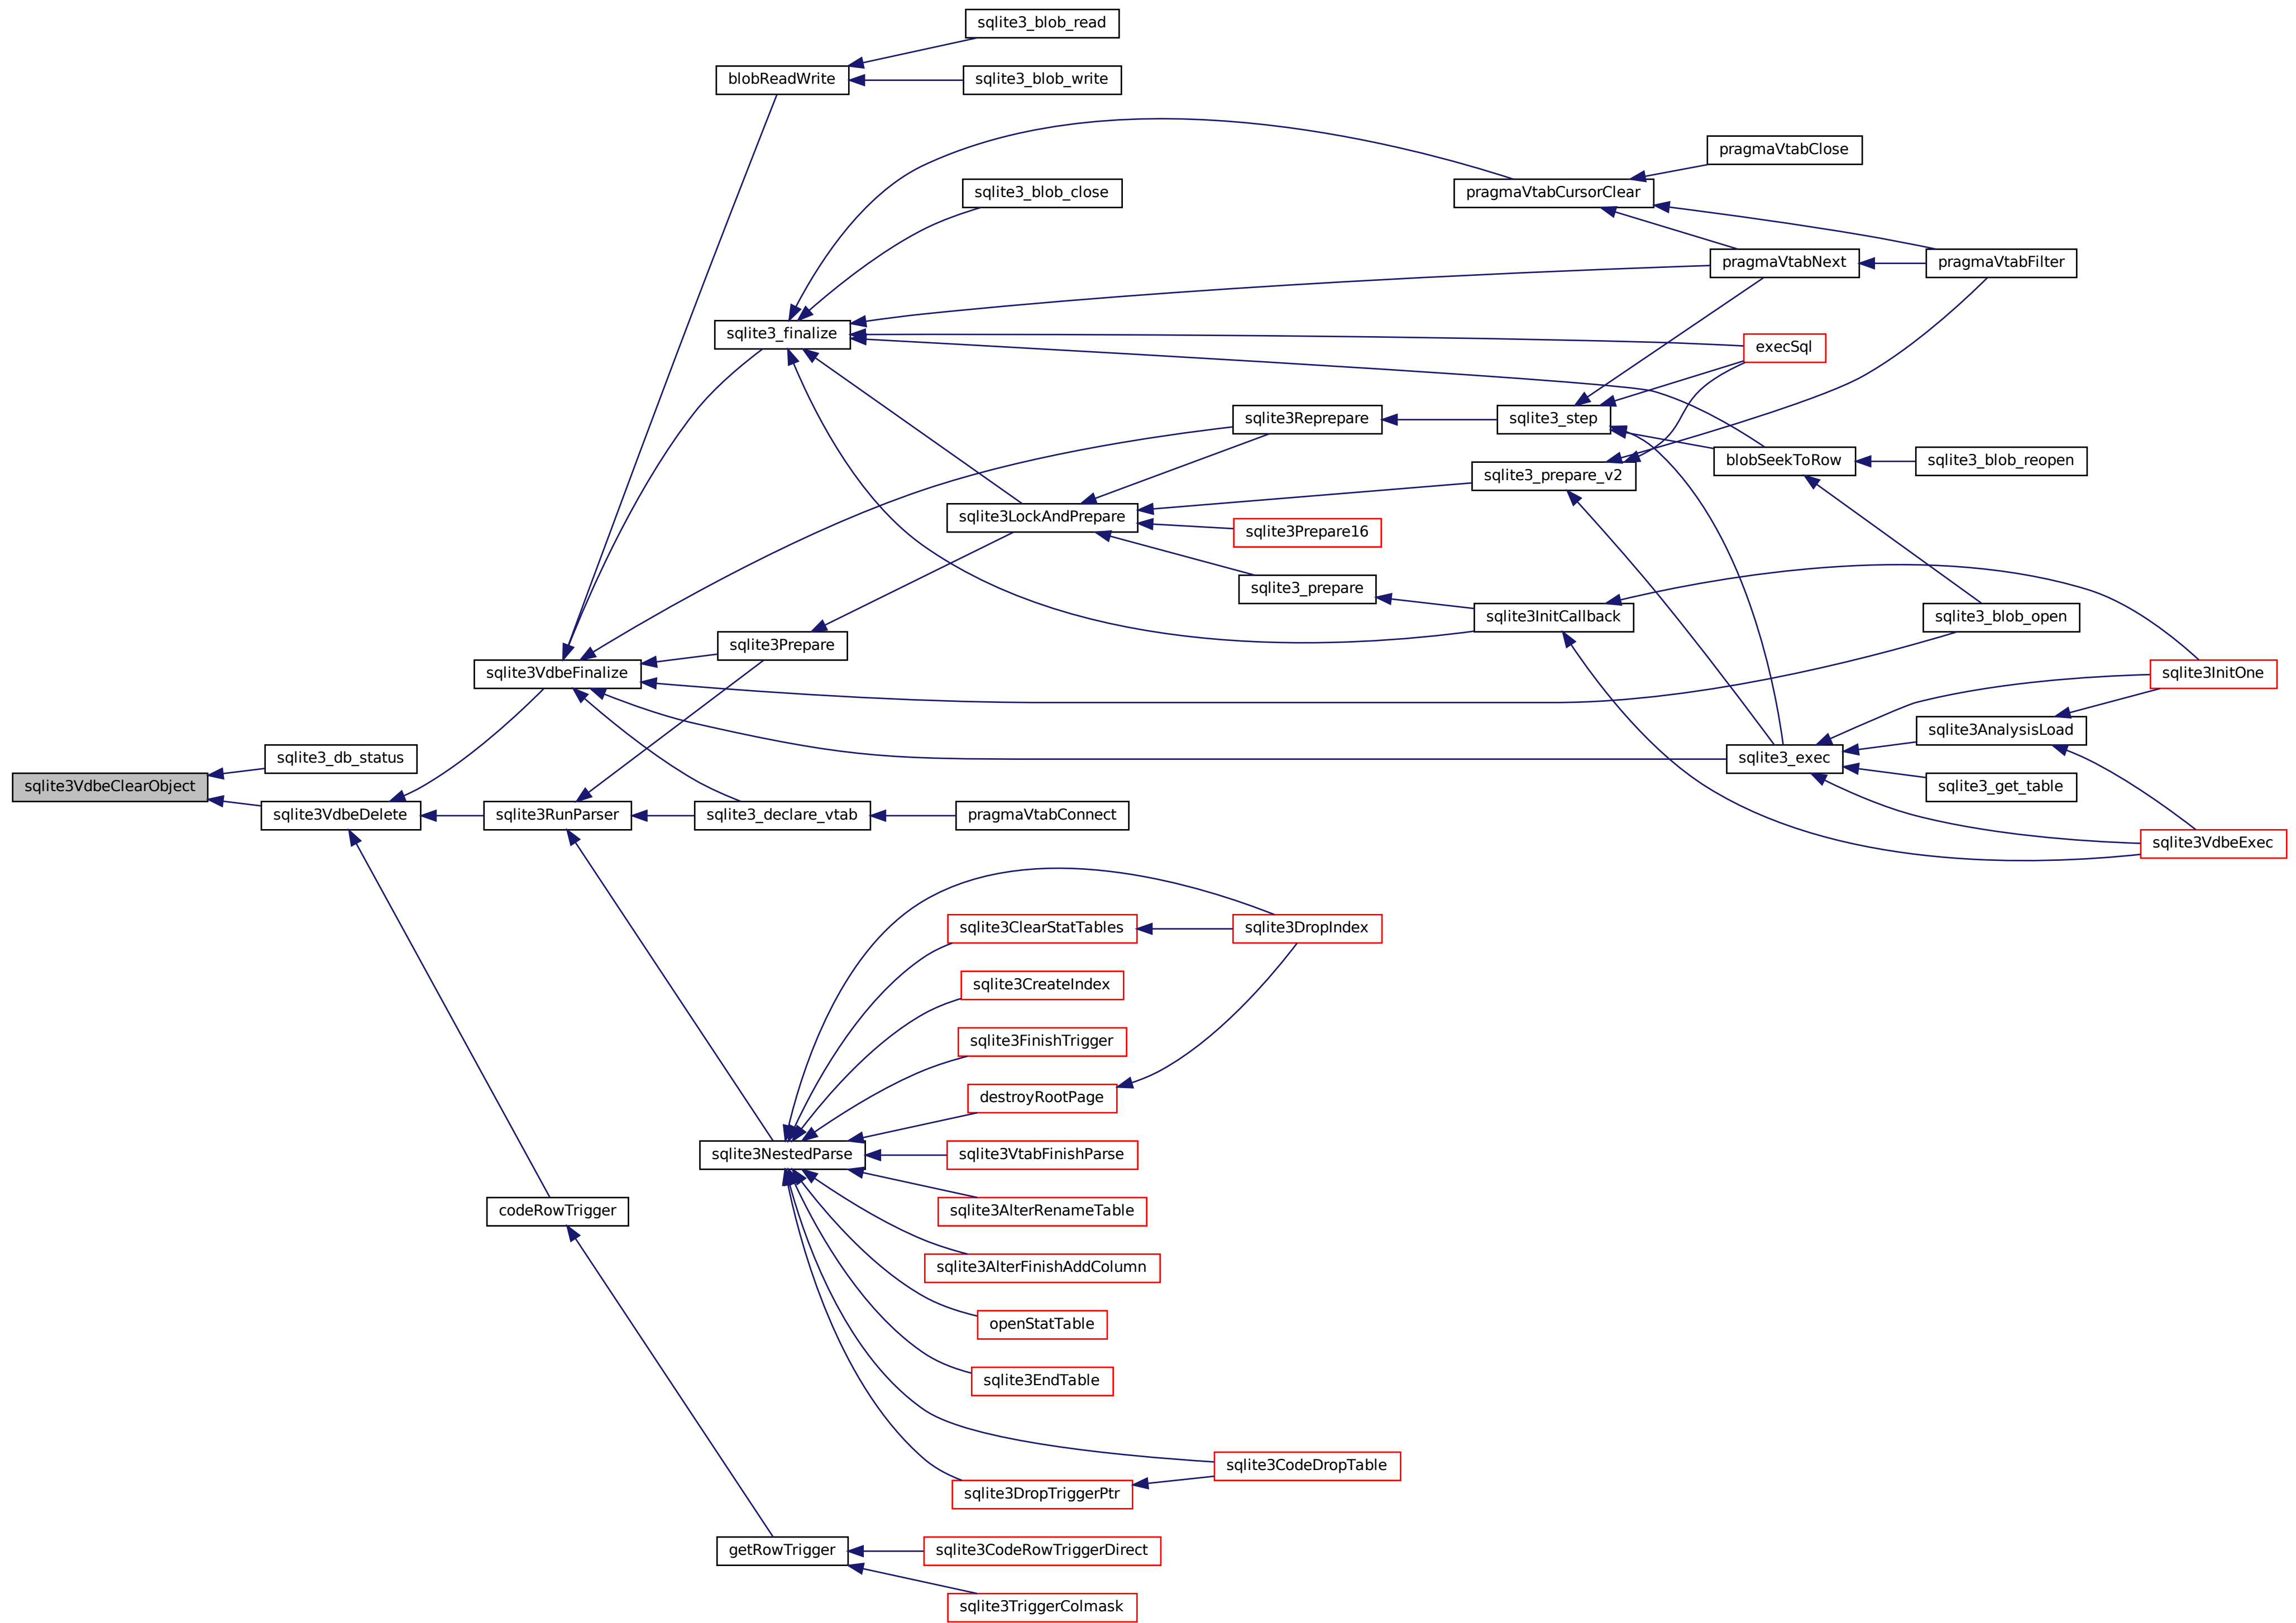 sqlite3_blob_read
blobReadWrite
sqlite3_blob_write
pragmaVtabClose
sqlite3_blob_close
pragmaVtabCursorClear
pragmaVtabNext
pragmaVtabFilter
sqlite3_finalize
execSql
sqlite3Reprepare
sqlite3_step
blobSeekToRow
sqlite3_blob_reopen
sqlite3_prepare_v2
sqlite3LockAndPrepare
sqlite3Prepare16
sqlite3_prepare
sqlite3InitCallback
sqlite3_blob_open
sqlite3Prepare
sqlite3VdbeFinalize
sqlite3InitOne
sqlite3AnalysisLoad
sqlite3_db_status
sqlite3_exec
sqlite3VdbeClearObject
sqlite3_get_table
sqlite3VdbeDelete
sqlite3RunParser
sqlite3_declare_vtab
pragmaVtabConnect
sqlite3VdbeExec
sqlite3ClearStatTables
sqlite3DropIndex
sqlite3CreateIndex
sqlite3FinishTrigger
destroyRootPage
sqlite3NestedParse
sqlite3VtabFinishParse
codeRowTrigger
sqlite3AlterRenameTable
sqlite3AlterFinishAddColumn
openStatTable
sqlite3EndTable
sqlite3CodeDropTable
sqlite3DropTriggerPtr
getRowTrigger
sqlite3CodeRowTriggerDirect
sqlite3TriggerColmask